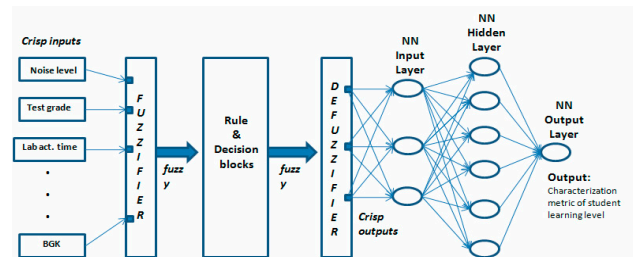 Crisp inputs
Noise level
Test grade
Lab act. time
BGK
F
U
Z
Z
I
F
I
E
R
fuzz
y
Rule
&
Decision
blocks
fuzz
y
D
E
F
U
Z
Z
I
F
I
E
R
Crisp
outputs
NN
Input
Layer
NN
Hidden
Layer
NN
Output
Layer
Output:
Characterization
metric of student
learning level